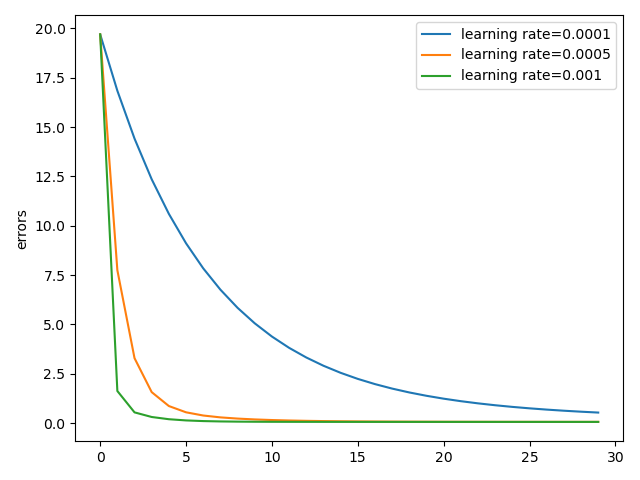 learning rate=0.0001
learning rate=0.0005
learning rate=0.001
errors
20.0
17.5
15.0
12.5
10.0
7.5
5.0
2.5
0.0
0 5 10 15 20 25 30